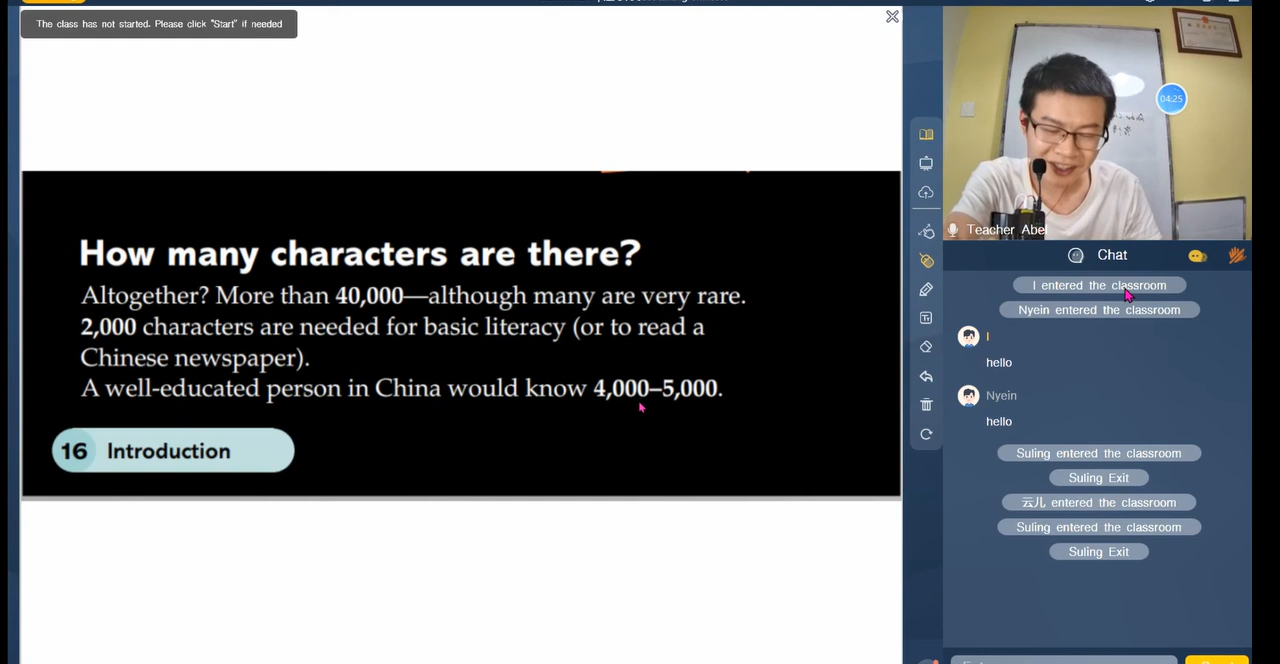 The class has not started. Please click "Start" if needed
How many characters are there?
Altogether? More than 40,000—although many are very rare.
2,000 characters are needed for basic literacy (or to read a
Chinese newspaper).
A well-educated person in China would know 4,000–5,000.
16 Introduction
04:25
Teacher Abel
Chat
I entered the classroom
Nyein entered the classroom
I
hello
Nyein
hello
Suling entered the classroom
Suling Exit
云儿 entered the classroom
Suling entered the classroom
Suling Exit